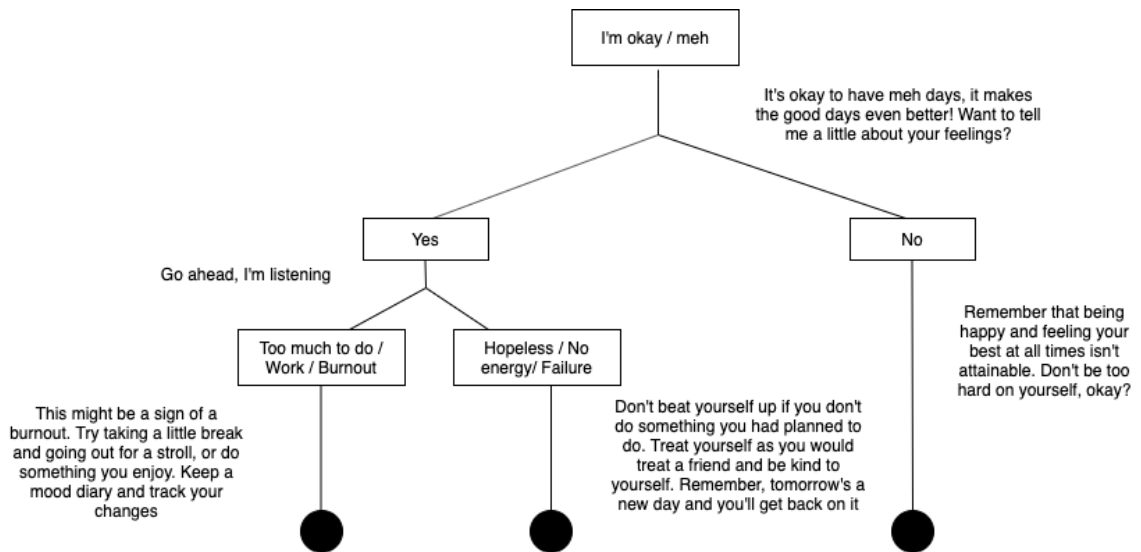 I'm okay / meh
It's okay to have meh days, it makes
the good days even better! Want to tell
me a little about your feelings?
Yes
No
Go ahead, I'm listening
Too much to do /
Work / Burnout
Hopeless / No
energy/ Failure
Remember that being
happy and feeling your
best at all times isn't
attainable. Don't be too
hard on yourself, okay?
This might be a sign of a
burnout. Try taking a little break
and going out for a stroll, or do
something you enjoy. Keep a
mood diary and track your
changes
Don't beat yourself up if you don't
do something you had planned to
do. Treat yourself as you would
treat a friend and be kind to
yourself. Remember, tomorrow's a
new day and you'll get back on it